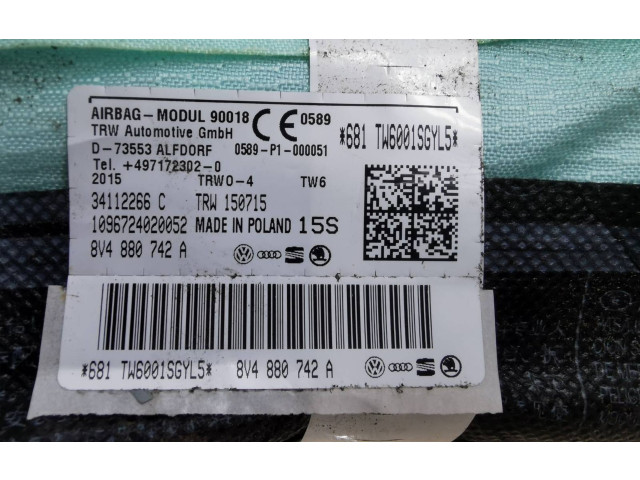 AIRBAG-MODUL 90018 CE 0589
TRW Automotive GmbH
D-73553 ALFDORF 0589-P1-000051
Tel. +497172302-0
2015 TRWO-4 TW6
34112266 C TRW 150715
1096724020052 MADE IN POLAND 15S
8V4 880 742 A
*681 TW6001SGYL5*
*681 TW6001SGYL5* 8V4 880 742 A